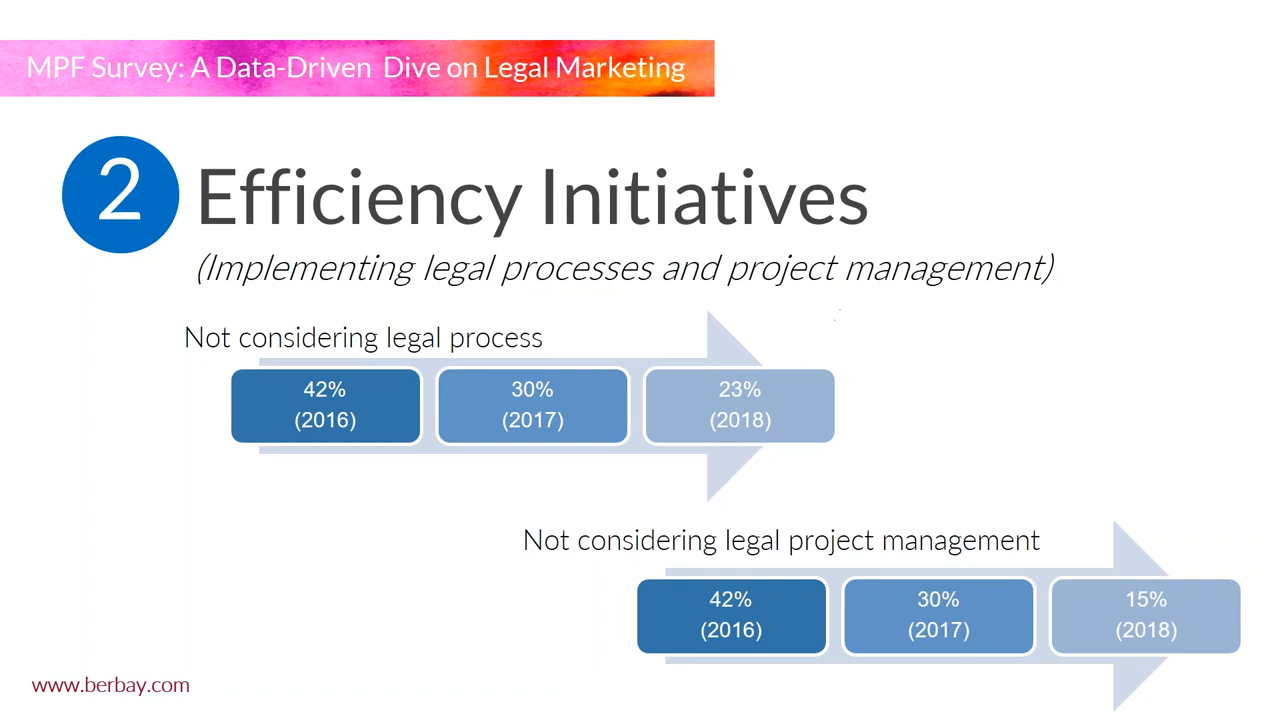 MPF Survey: A Data-Driven Dive on Legal Marketing
2
Efficiency Initiatives
(Implementing legal processes and project management)
Not considering legal process
42%
(2016)
30%
(2017)
23%
(2018)
Not considering legal project management
42%
(2016)
30%
(2017)
15%
(2018)
www.berbay.com